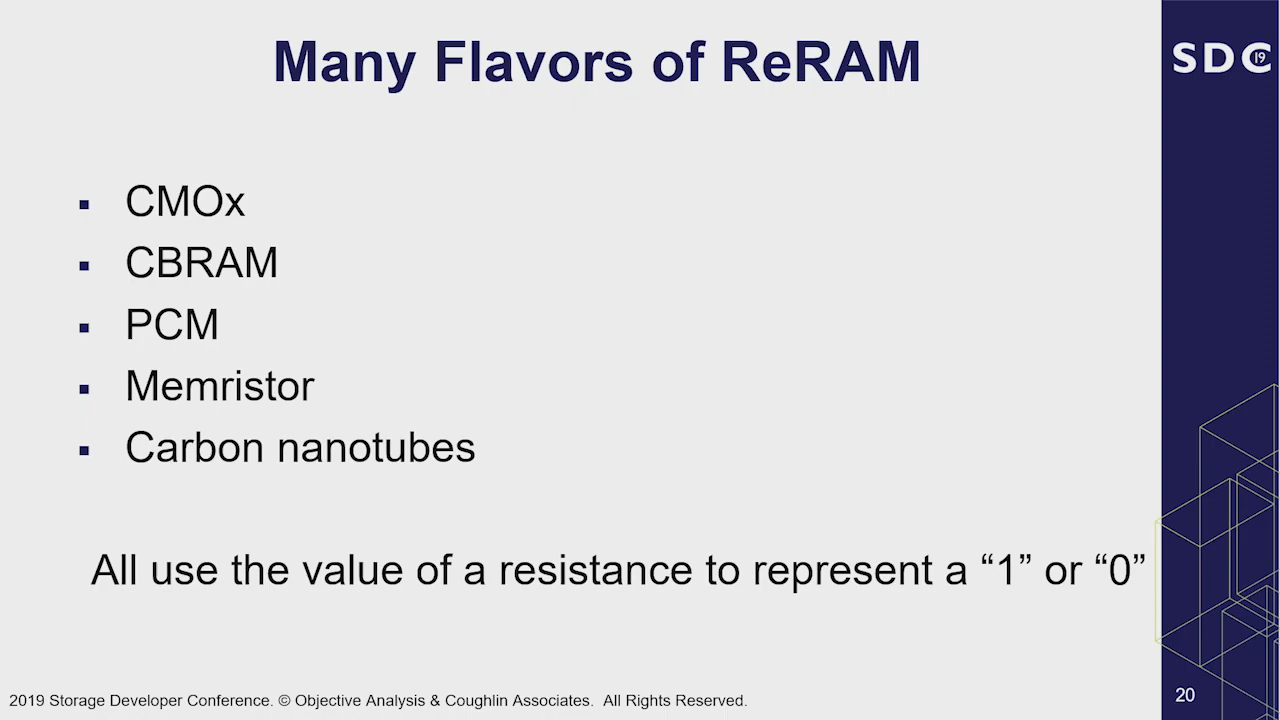 Many Flavors of ReRAM
SDC 19
▪ CMOx
▪ CBRAM
▪ PCM
▪ Memristor
▪ Carbon nanotubes
All use the value of a resistance to represent a “1” or “0”
2019 Storage Developer Conference. © Objective Analysis & Coughlin Associates.  All Rights Reserved.
20